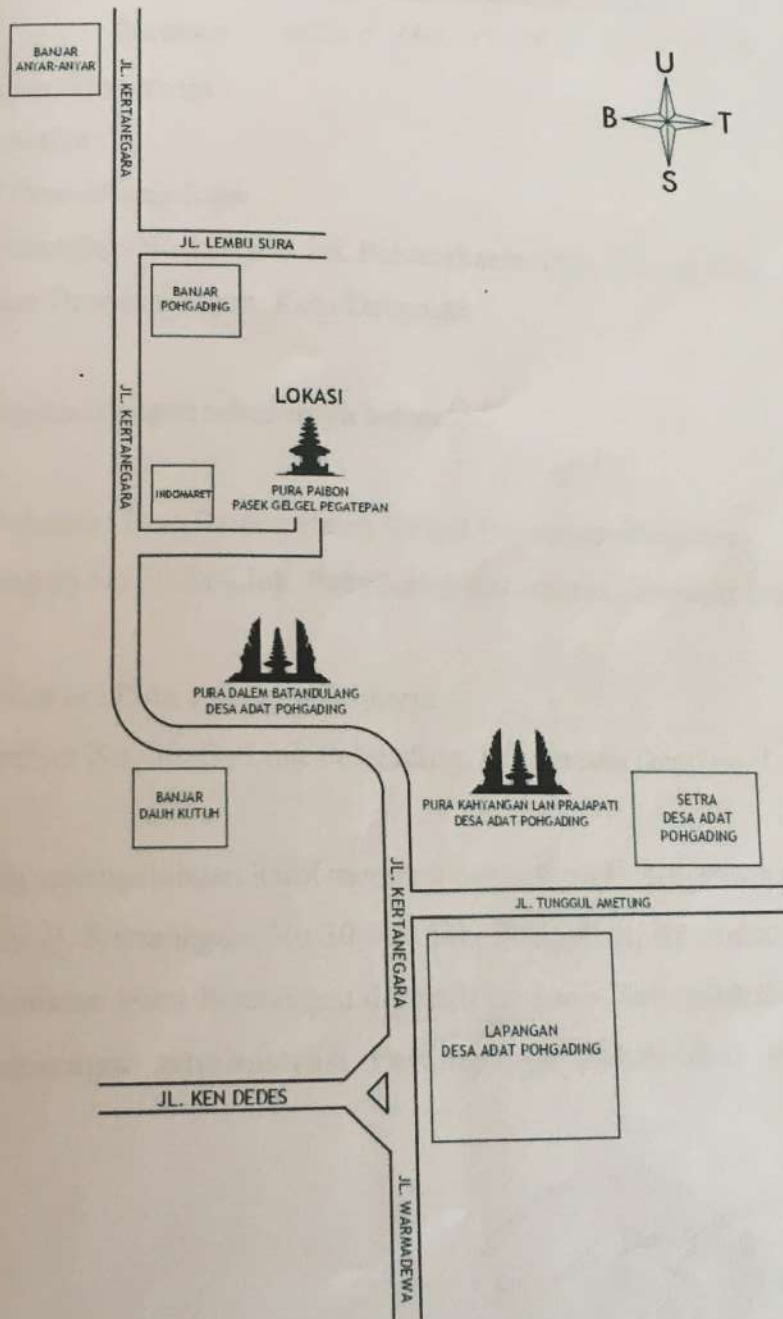 BANJAR
ANYAR-ANYAR
JL. KERTANEGARA
U
B
T
S
JL. LEMBU SURA
BANJAR
POHGADING
JL. KERTANEGARA
LOKASI
INDOMARET
PURA PAIBON
PASEK GELGEL PEGATEPAN
PURA DALEM BATANDULANG
DESA ADAT POHGADING
BANJAR
DAUH KUTUH
PURA KAHYANGAN LAN PRAJAPATI
DESA ADAT POHGADING
SETRA
DESA ADAT
POHGADING
JL. KERTANEGARA
JL. TUNGGUL AMETUNG
LAPANGAN
DESA ADAT POHGADING
JL. KEN DEDES
JL. WARMADEWA